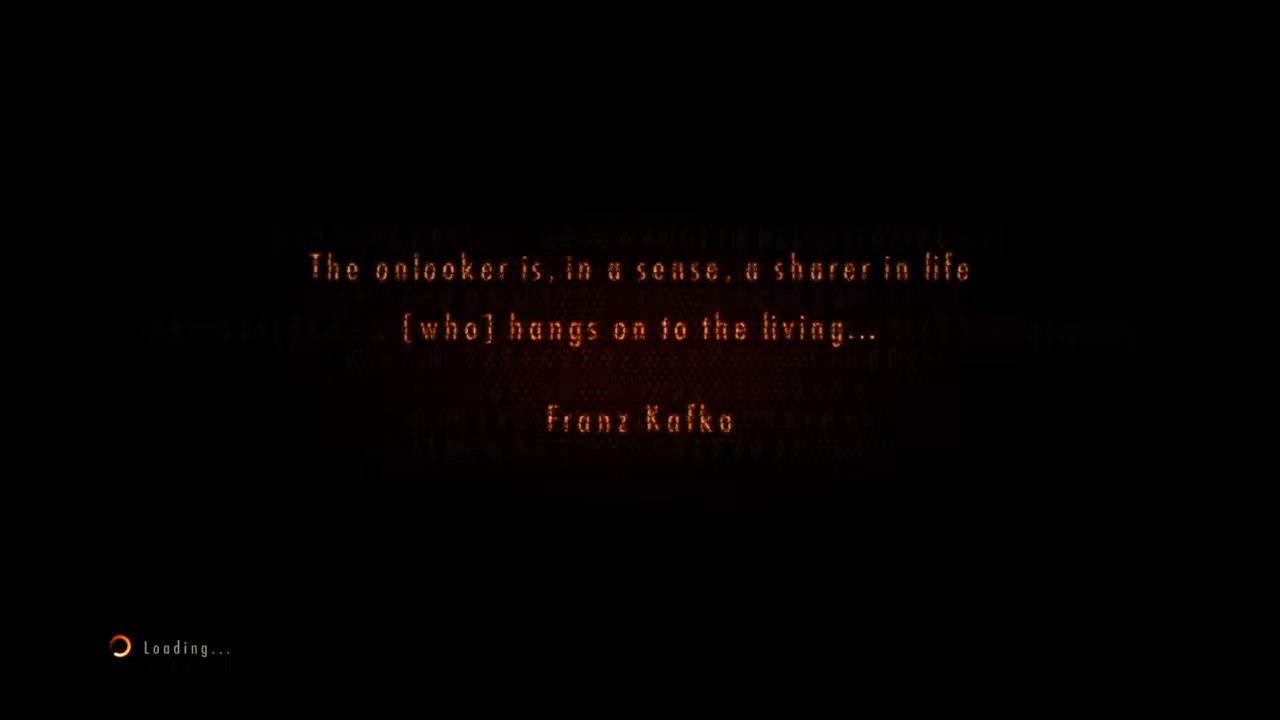 The onlooker is, in a sense, a sharer in life
[who] hangs on to the living...
Franz Kafka
Loading...